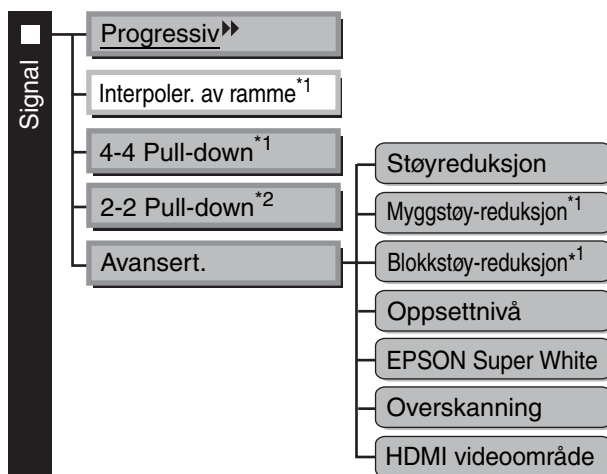 Signal
Progressiv
Interpoler. av ramme*1
4-4 Pull-down*1
2-2 Pull-down*2
Avansert.
Støyreduksjon
Myggstøy-reduksjon*1
Blokkstøy-reduksjon*1
Oppsettnivå
EPSON Super White
Overskanning
HDMI videoområde